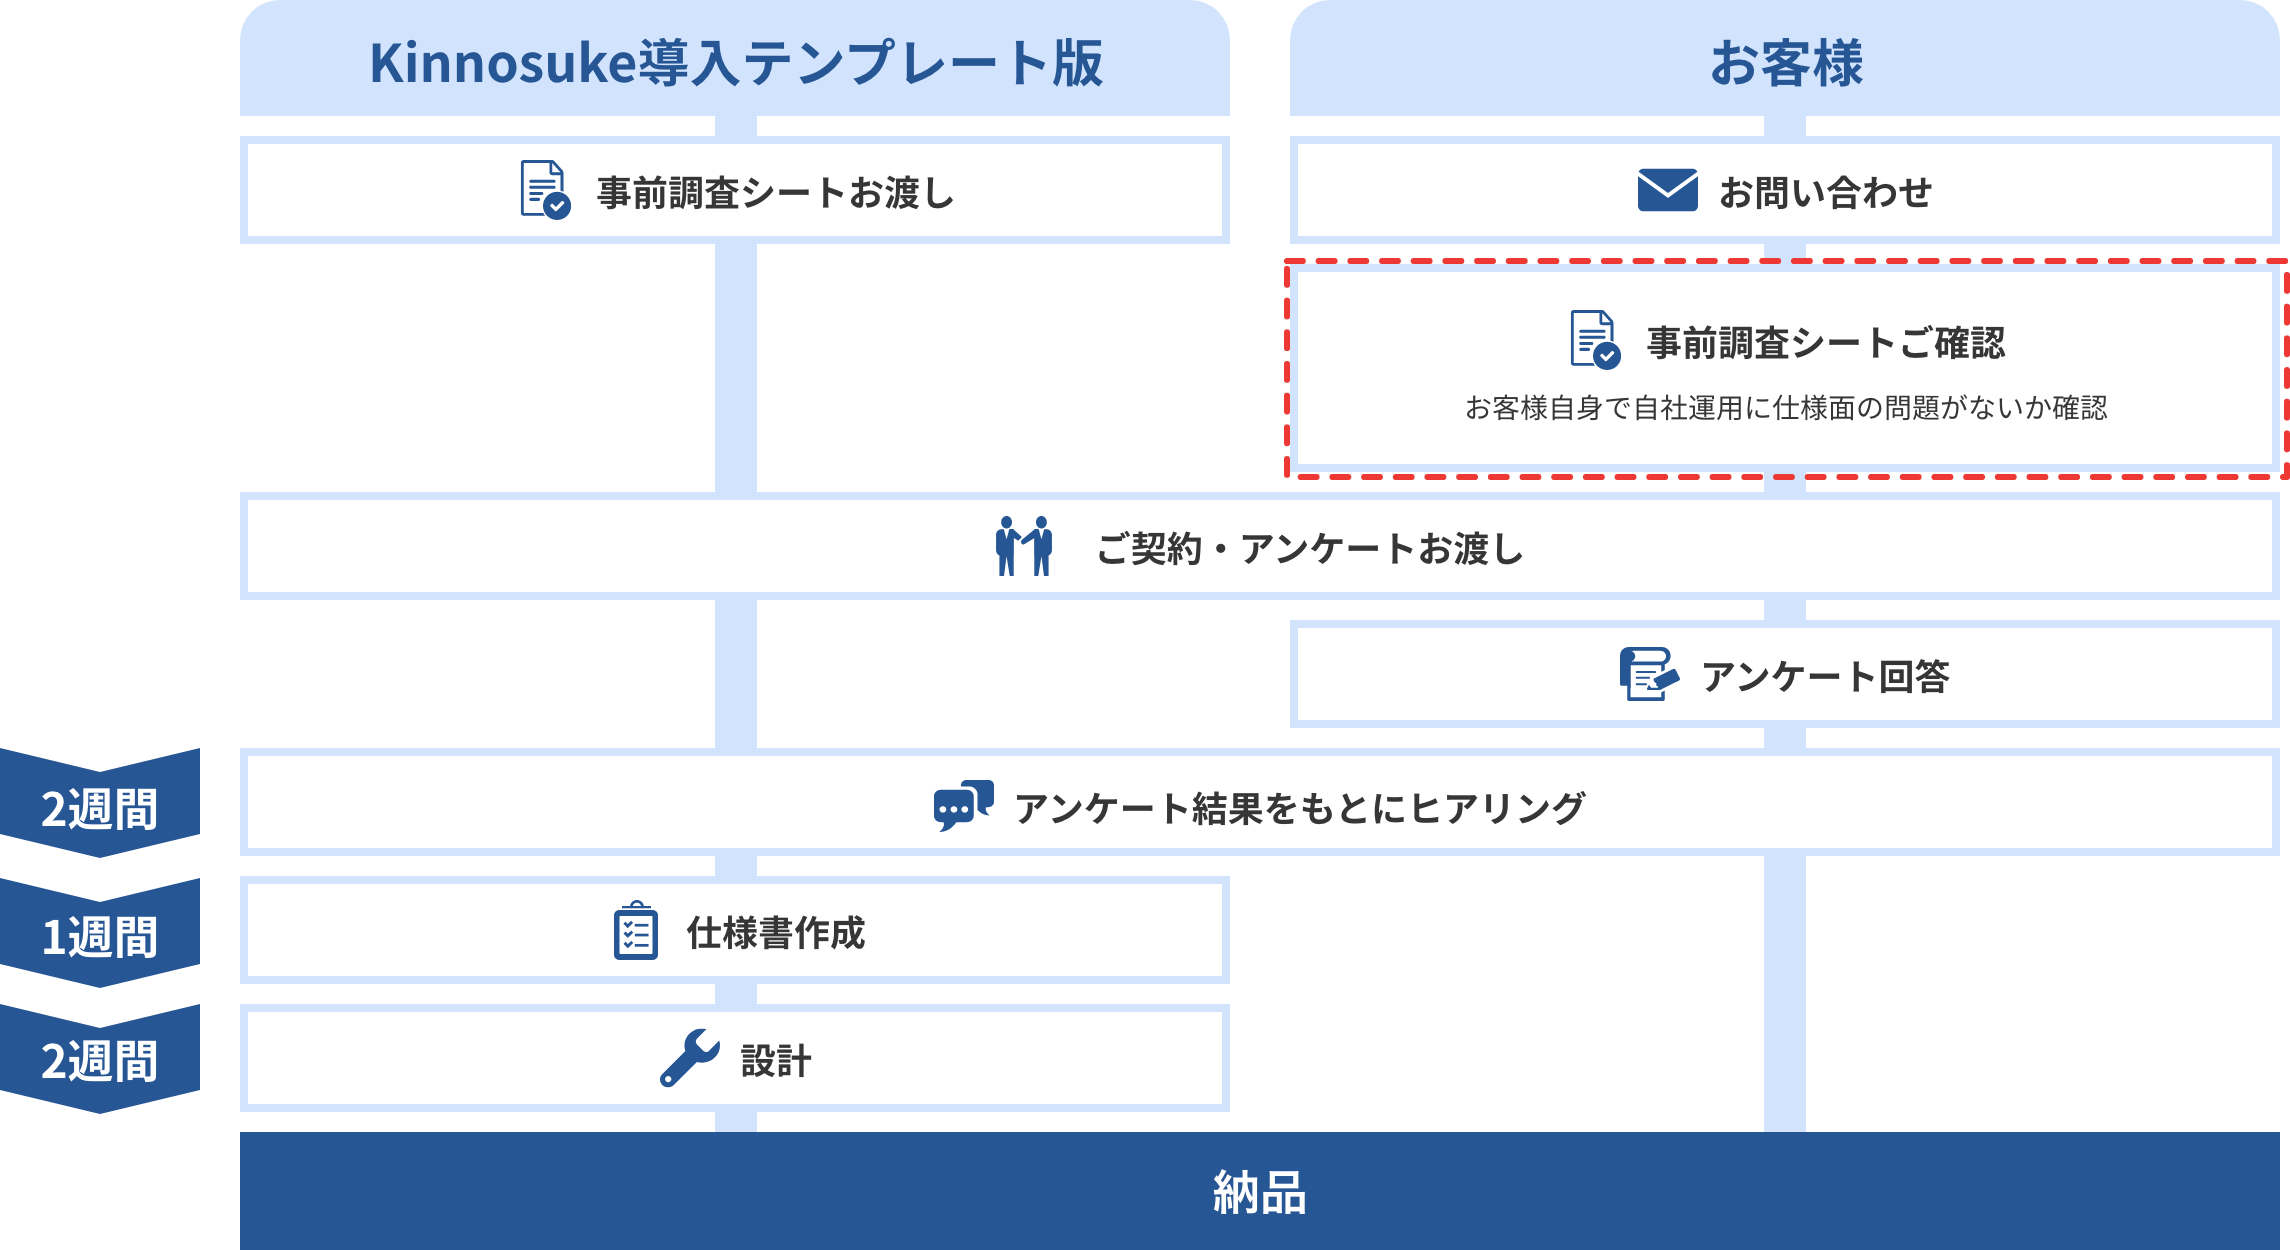 Kinnosuke導入テンプレート版
お客様
事前調査シートお渡し
お問い合わせ
事前調査シートご確認
お客様自身で自社運用に仕様面の問題がないか確認
ご契約・アンケートお渡し
アンケート回答
2週間
アンケート結果をもとにヒアリング
1週間
仕様書作成
2週間
設計
納品